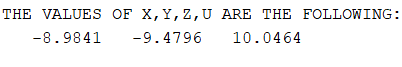 THE VALUES OF X,Y,Z,U ARE THE FOLLOWING:
-8.9841 -9.4796 10.0464